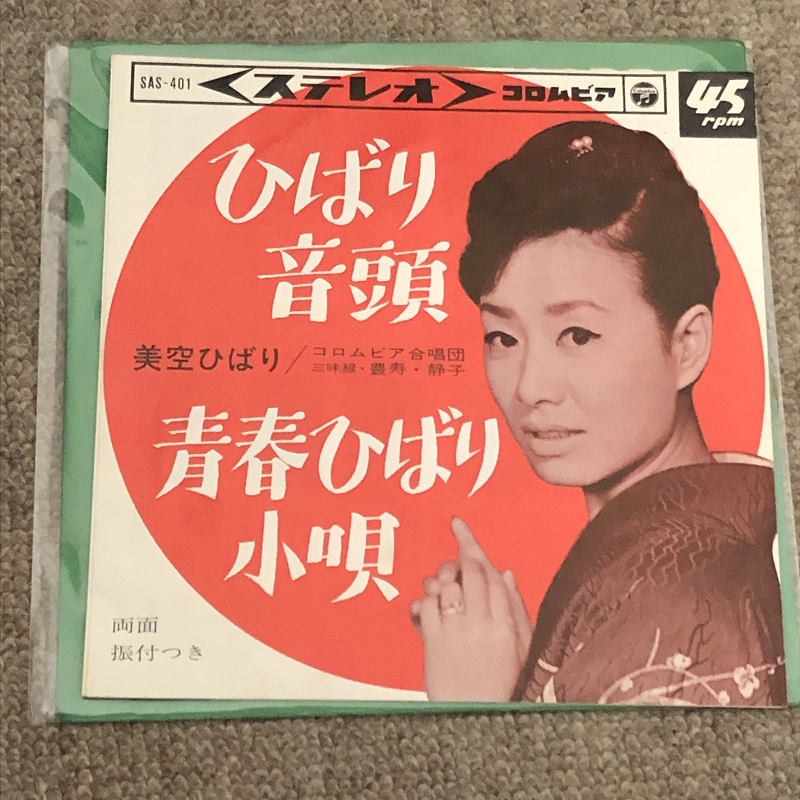 SAS-401
ステレオ
コロムビア
45
rpm
ひばり
音頭
美空ひばり/コロムビア合唱団
三味線・豊寿・静子
青春ひばり
小唄
両面
振付つき